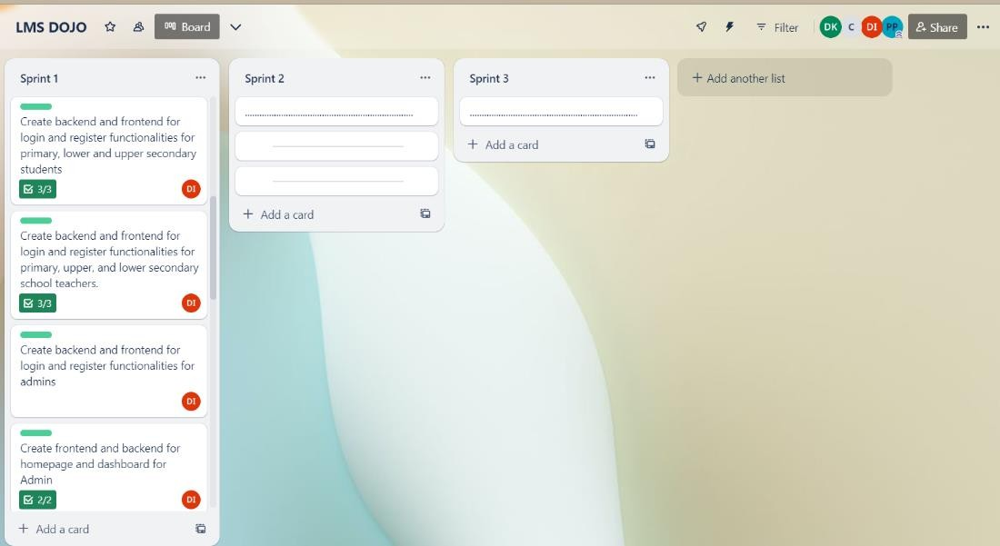 LMS DOJO
Board
Filter
DK
C
DI
PP
Share
Sprint 1
Create backend and frontend for
login and register functionalities for
primary, lower and upper secondary
students
3/3
DI
Create backend and frontend for
login and register functionalities for
primary, upper, and lower secondary
school teachers.
3/3
DI
Create backend and frontend for
login and register functionalities for
admins
DI
Create frontend and backend for
homepage and dashboard for
Admin
2/2
DI
+ Add a card
Sprint 2
+ Add a card
Sprint 3
+ Add a card
+ Add another list